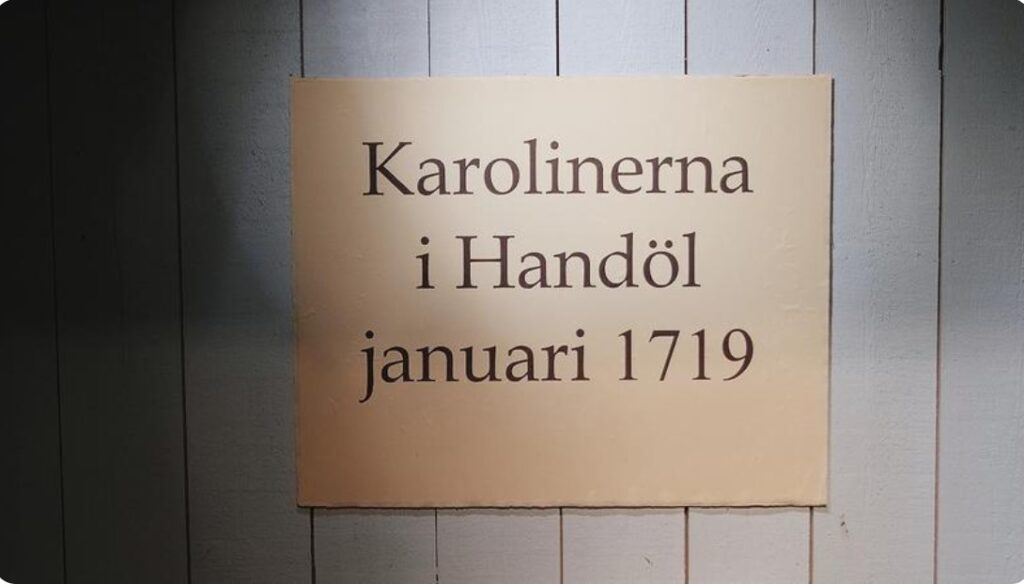 Karolinerna
i Handöl
januari 1719